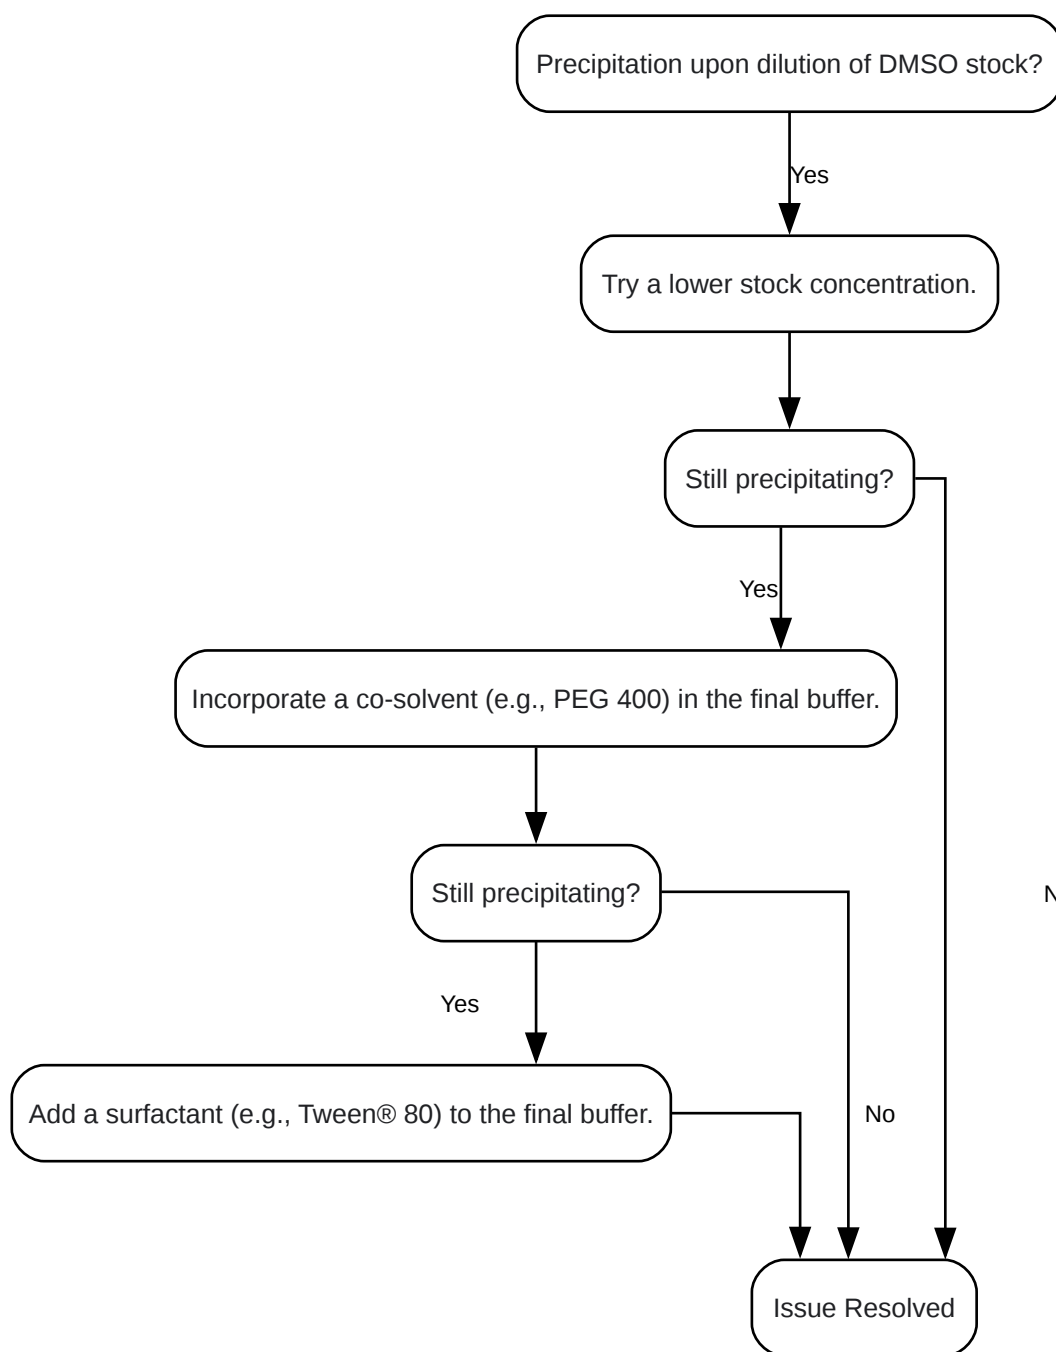 Precipitation upon dilution of DMSO stock?
Yes
Try a lower stock concentration.
Still precipitating?
Yes
Incorporate a co-solvent (e.g., PEG 400) in the final buffer.
Still precipitating?
Yes
Add a surfactant (e.g., Tween® 80) to the final buffer.
No
Issue Resolved